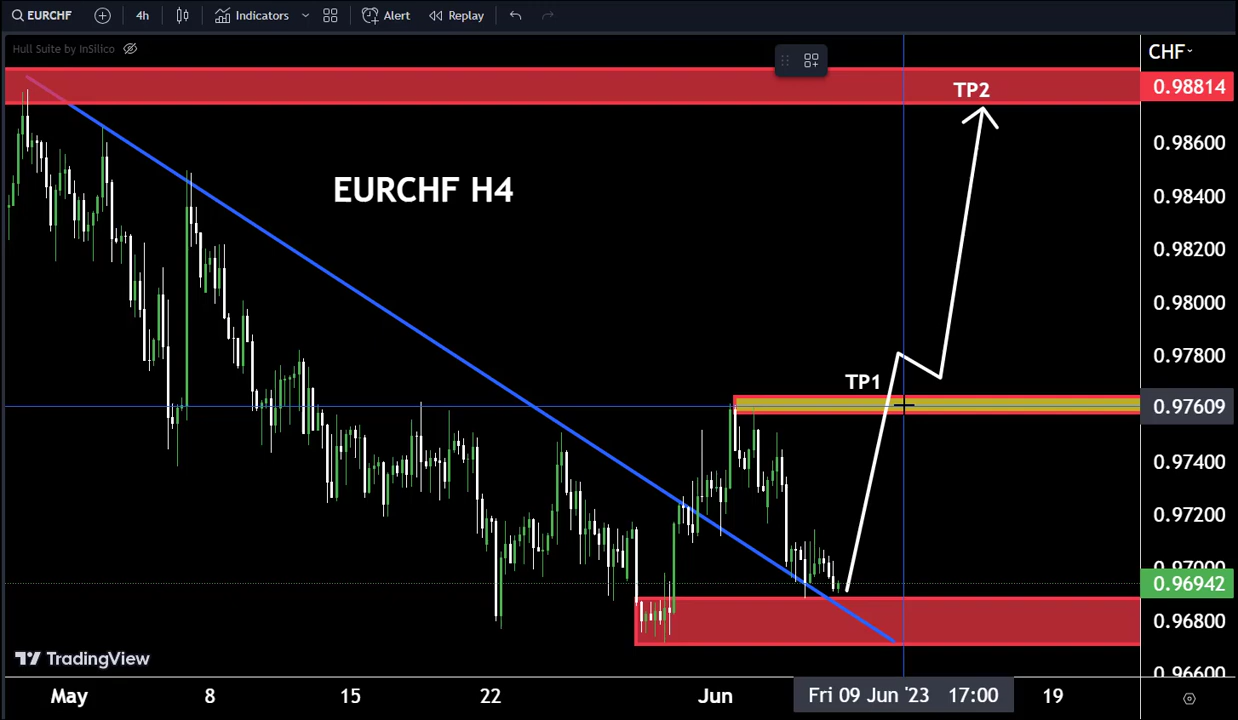 EURCHF
4h
Indicators
Alert
Replay
Hull Suite by InSilico
CHF
TP2
0.98814
0.98600
EURCHF H4
0.98400
0.98200
0.98000
0.97800
TP1
0.97609
0.97400
0.97200
0.97000
0.96942
0.96800
TradingView
0.96600
May
8
15
22
Jun
Fri 09 Jun '23 17:00
19